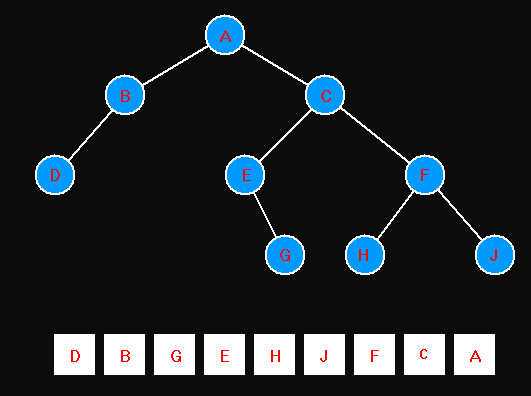 A
B C
D E F
G H J
D B G E H J F C A